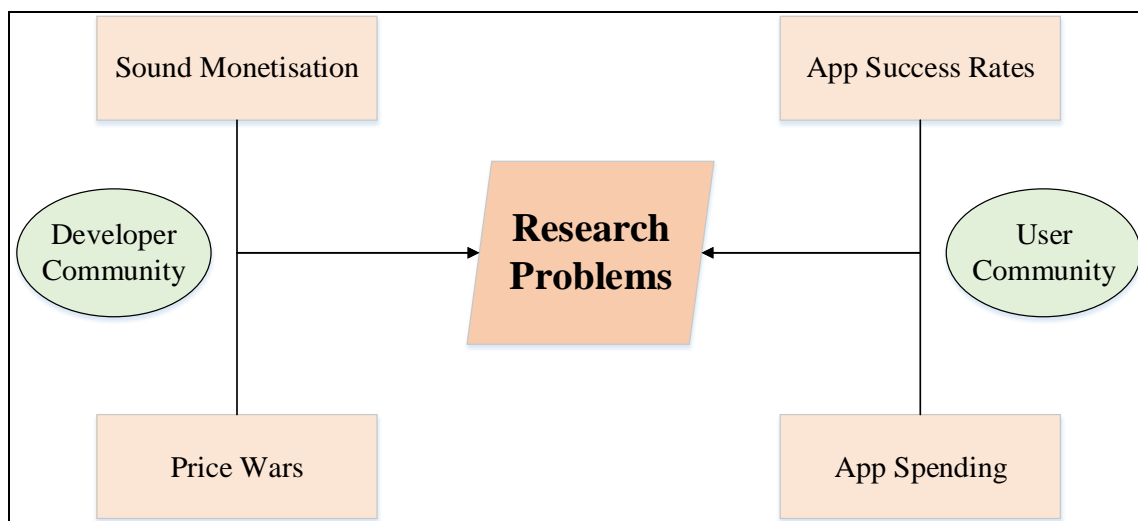 Sound Monetisation
App Success Rates
Developer
Community
Research
Problems
User
Community
Price Wars
App Spending